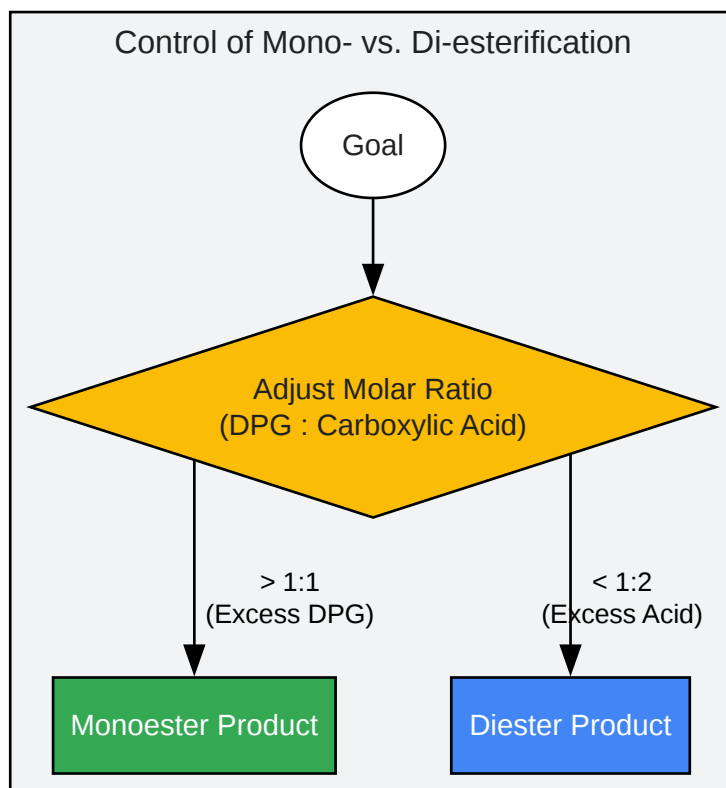 Control of Mono- vs. Di-esterification
Goal
Adjust Molar Ratio
(DPG : Carboxylic Acid)
> 1:1
(Excess DPG)
< 1:2
(Excess Acid)
Monoester Product
Diester Product